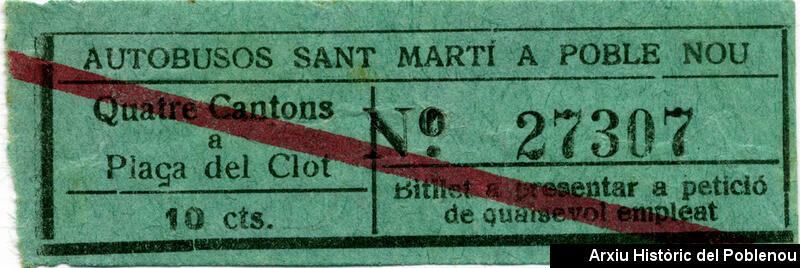 AUTOBUSOS SANT MARTÍ A POBLE NOU
Quatre Cantons
a
Plaça del Clot
10 cts.
Nº 27307
Bitllet a presentar a petició
de qualsevol empleat
Arxiu Històric del Poblenou